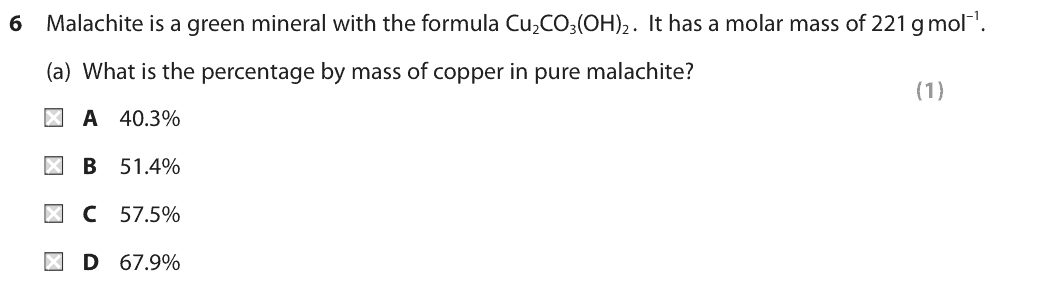 6 Malachite is a green mineral with the formula Cu₂CO₃(OH)₂. It has a molar mass of 221 g mol⁻¹.
(a) What is the percentage by mass of copper in pure malachite?
(1)
A 40.3%
B 51.4%
C 57.5%
D 67.9%